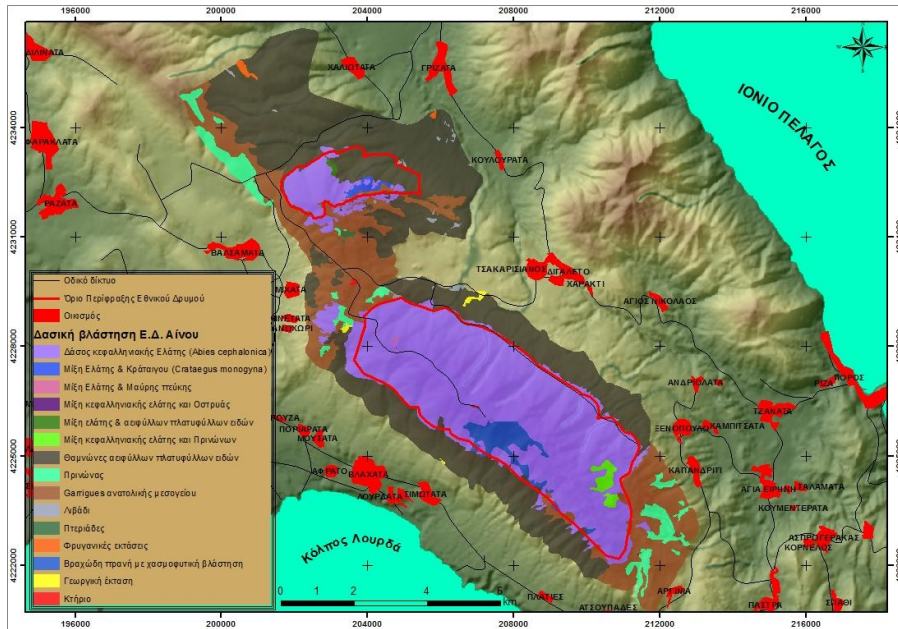 196000 200000 204000 208000 212000 216000
4234000 4231000 4228000 4225000 4222000
ΧΑΛΙΩΤΑΤΑ
ΓΡΙΖΑΤΑ
ΦΑΡΑΚΛΑΤΑ
ΡΑΖΑΤΑ
ΚΟΥΛΟΥΡΑΤΑ
ΙΟΝΙΟ ΠΕΛΑΓΟΣ
ΒΑΛΣΑΜΑΤΑ
ΤΣΑΚΑΡΙΣΙΑΝΟΣ
ΔΙΓΑΛΕΤΟ
ΧΑΡΑΚΤΙ
ΑΓΙΟΣ ΝΙΚΟΛΑΟΣ
Οδικό δίκτυο
Όριο Περίφραξης Εθνικού Δρυμού
Οικισμός
Δασική βλάστηση Ε.Δ. Αίνου
Δάσος κεφαλληνιακής Ελάτης (Abies cephalonica)
Μίξη Ελάτης & Κράταιγου (Crataegus monogyna)
Μίξη Ελάτης & Μαύρης πεύκης
Μίξη κεφαλληνιακής ελάτης και Οστρυάς
Μίξη ελάτης & αειφύλλων πλατυφύλλων ειδών
Μίξη κεφαλληνιακής ελάτης και Πρινώνων
Θαμνώνες αειφύλλων πλατυφύλλων ειδών
Πρινώνας
Garrigues ανατολικής μεσογείου
Λιβάδι
Πτεριάδες
Φρυγανικές εκτάσεις
Βραχώδη πρανή με χασμοφυτική βλάστηση
Γεωργική έκταση
Κτήριο
ΠΟΡΟΣ
ΡΙΖΑ
ΑΝΔΡΙΟΛΑΤΑ
ΤΖΑΝΑΤΑ
ΞΕΝΟΠΟΥΛΟ
ΚΑΜΠΙΤΣΑΤΑ
ΜΟΥΣΑΤΑ
ΒΛΑΧΑΤΑ
ΛΟΥΡΔΑΤΑ
ΣΙΜΩΤΑΤΑ
ΚΑΠΑΝΔΡΙΤΙ
ΑΓΙΑ ΕΙΡΗΝΗ
ΚΟΥΜΕΝΤΕΡΑΤΑ
ΑΣΠΡΟΓΕΡΑΚΑΣ
ΚΟΡΝΕΛΟΣ
Κόλπος Λουρδά
0 2 4 6
Km
ΠΛΑΤΙΕΣ
ΑΤΣΟΥΠΑΔΕΣ
ΑΡΓΙΝΙΑ
ΠΑΣΤΡΑ
ΣΠΑΘΙ